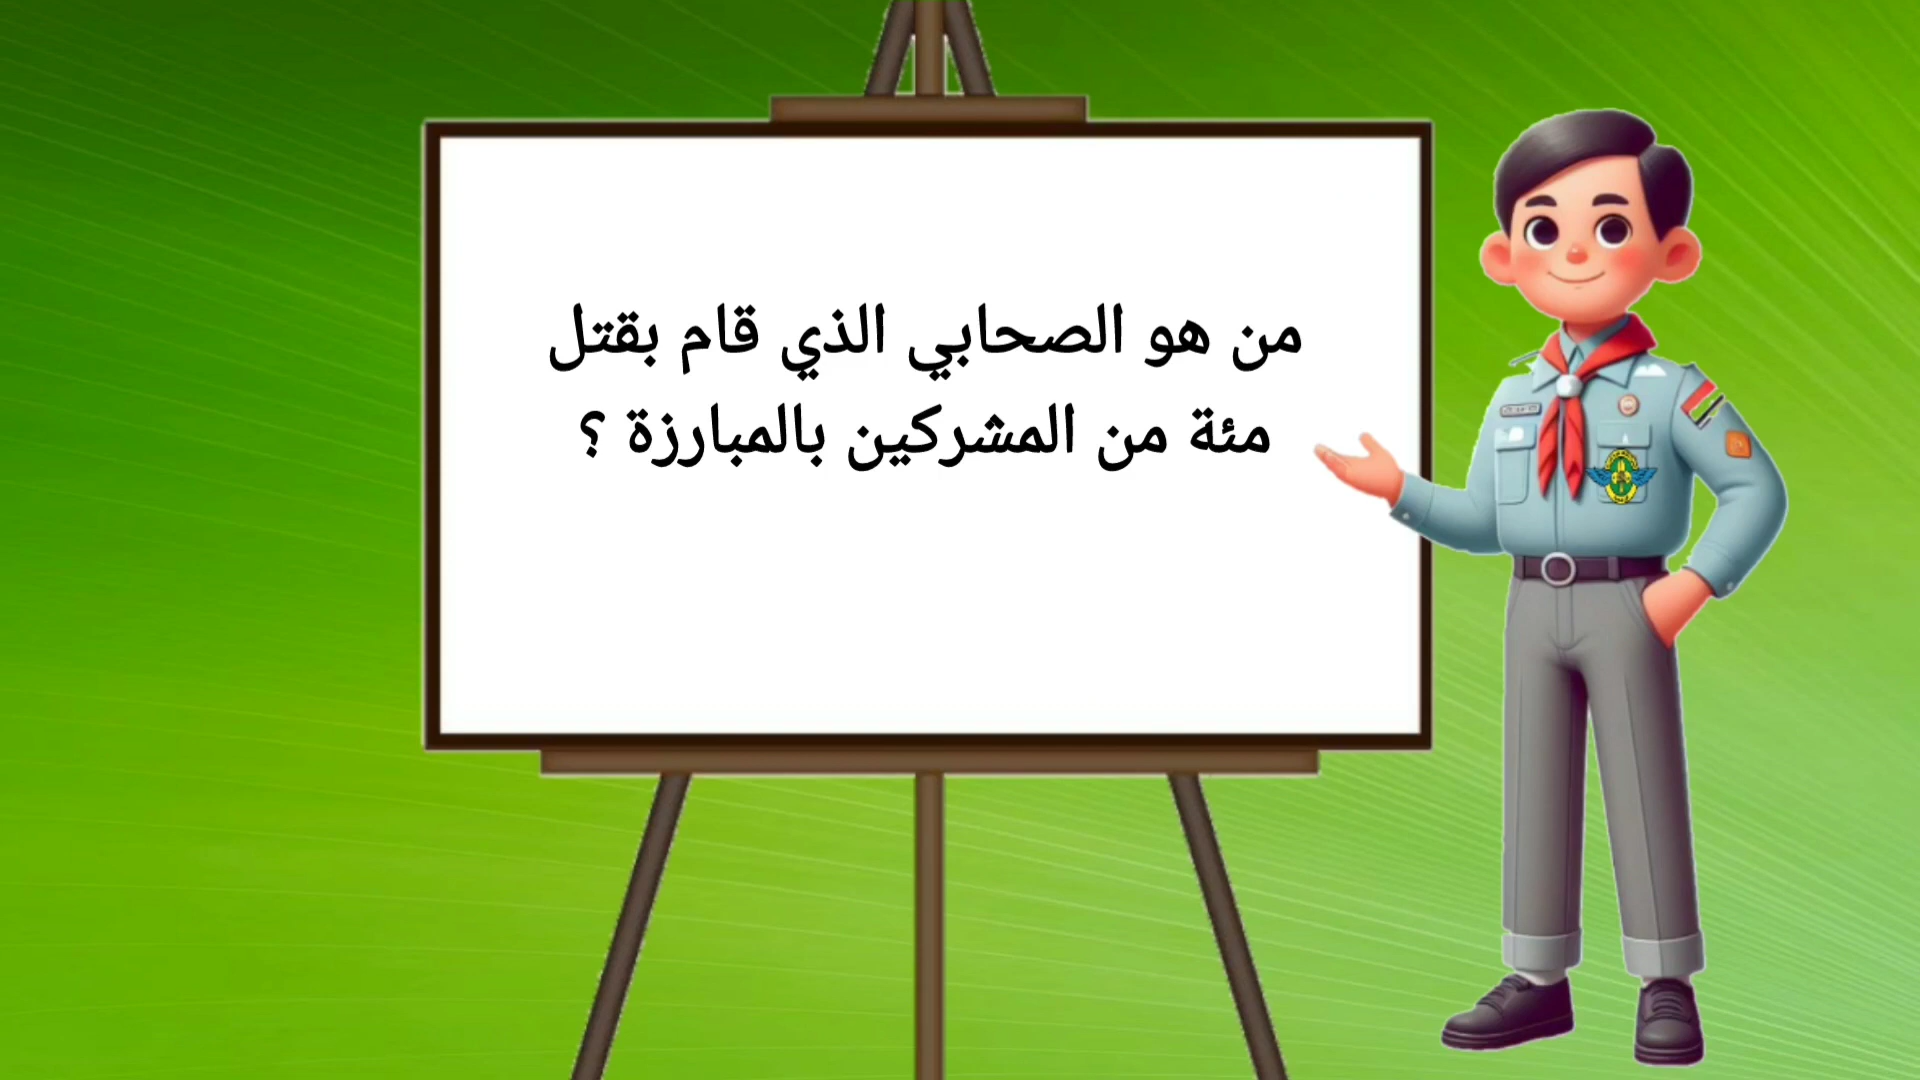 من هو الصحابي الذي قام بقتل
مئة من المشركين بالمبارزة ؟